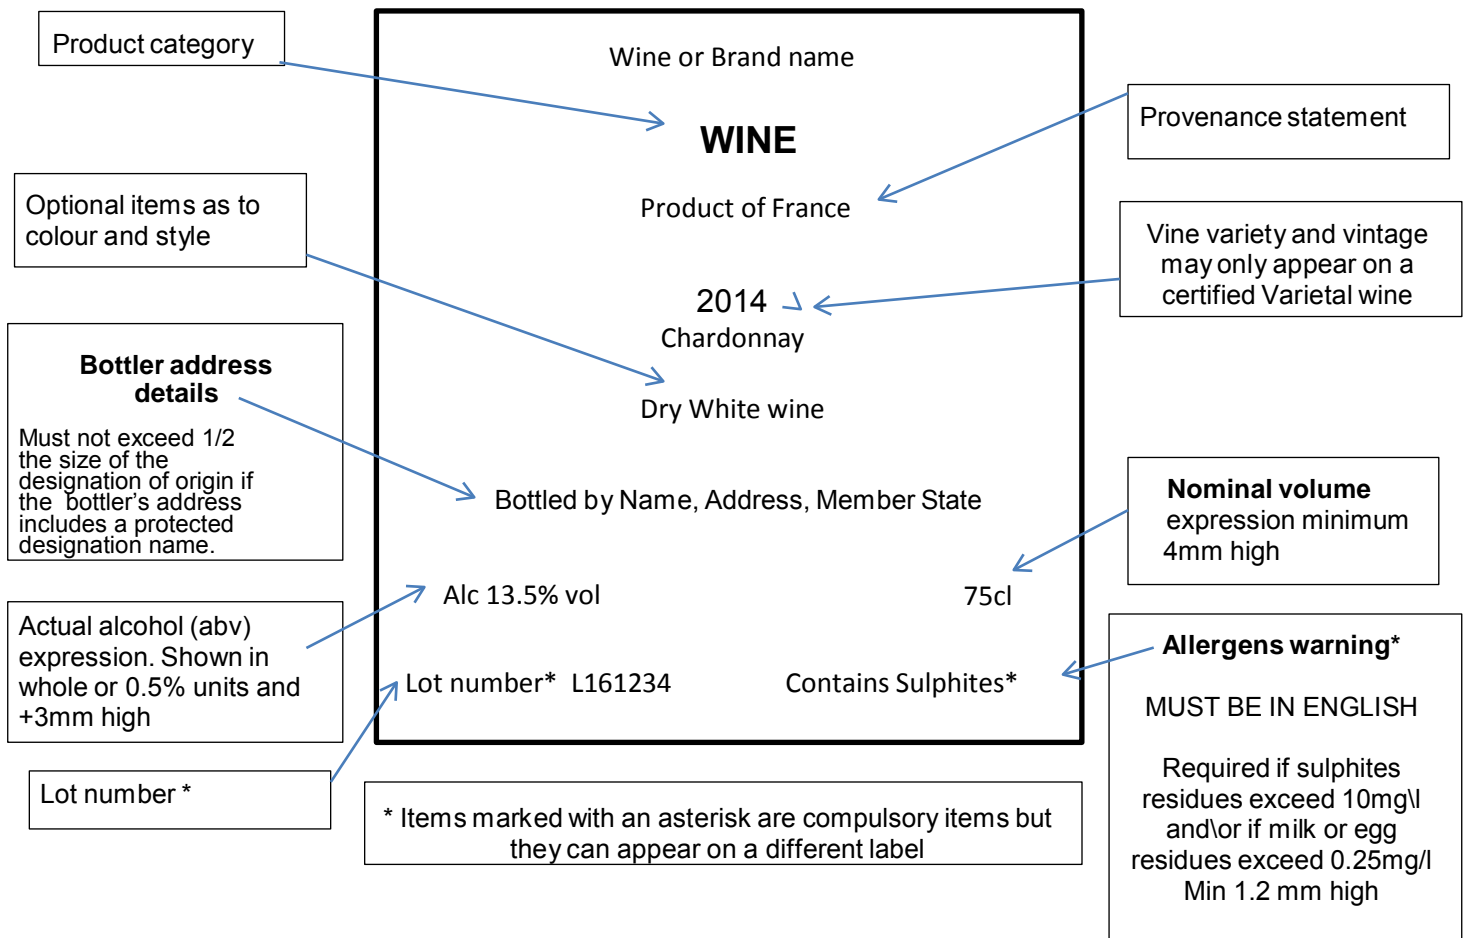 Product category
Wine or Brand name
WINE
Provenance statement
Product of France
Optional items as to
colour and style
Vine variety and vintage
may only appear on a
certified Varietal wine
2014
Chardonnay
Bottler address
details
Must not exceed 1/2
the size of the
designation of origin if
the bottler's address
includes a protected
designation name.
Dry White wine
Bottled by Name, Address, Member State
Nominal volume
expression minimum
4mm high
Alc 13.5% vol
75cl
Actual alcohol (abv)
expression. Shown in
whole or 0.5% units and
+3mm high
Lot number* L161234
Contains Sulphites*
Allergens warning*
MUST BE IN ENGLISH
Required if sulphites
residues exceed 10mg\l
and\or if milk or egg
residues exceed 0.25mg/l
Min 1.2 mm high
Lot number *
* Items marked with an asterisk are compulsory items but
they can appear on a different label